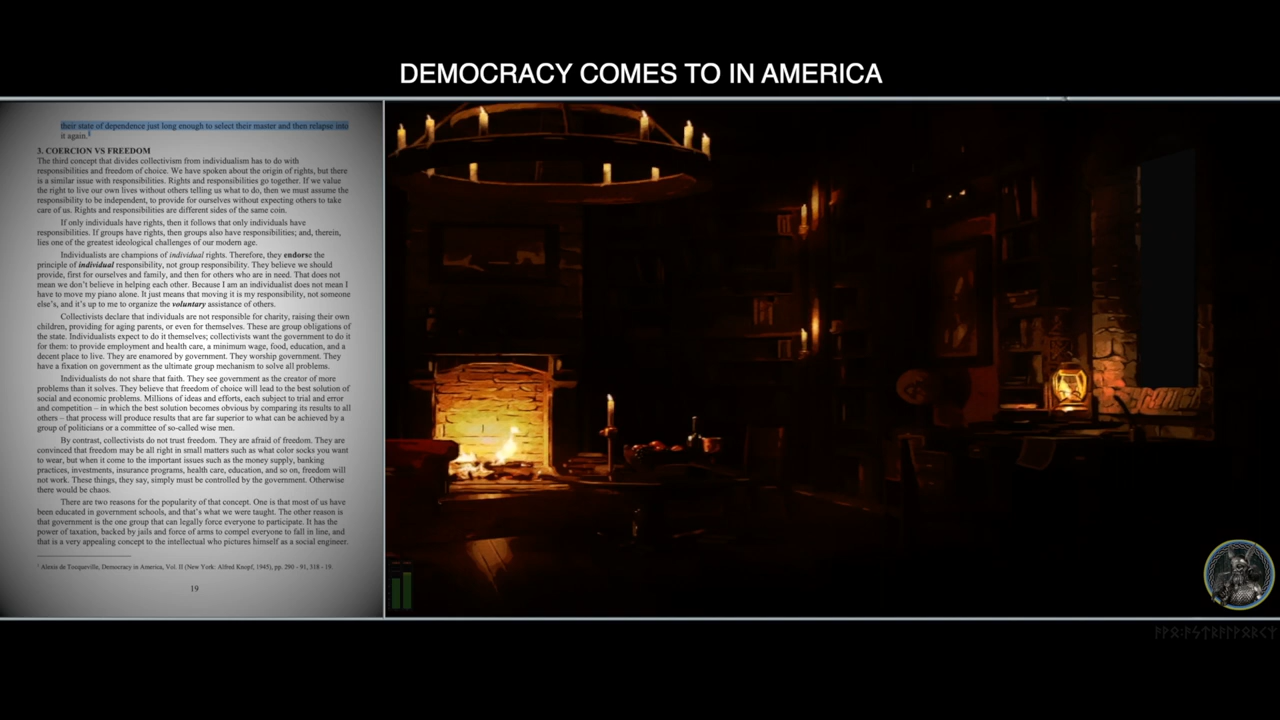 DEMOCRACY COMES TO IN AMERICA
their state of dependence just long enough to select their master and then relapse into
it again.¹
3. COERCION VS FREEDOM
The third concept that divides collectivism from individualism has to do with
responsibilities and freedom of choice. We have spoken about the origin of rights, but there
is a similar issue with responsibilities. Rights and responsibilities go together. If we value
the right to live our own lives without others telling us what to do, then we must assume the
responsibility to be independent, to provide for ourselves without expecting others to take
care of us. Rights and responsibilities are different sides of the same coin.
If only individuals have rights, then it follows that only individuals have
responsibilities. If groups have rights, then groups also have responsibilities; and, therein,
lies one of the greatest ideological challenges of our modern age.
Individualists are champions of individual rights. Therefore, they endorse the
principle of individual responsibility, not group responsibility. They believe we should
provide, first for ourselves and family, and then for others who are in need. That does not
mean we don't believe in helping each other. Because I am an individualist does not mean I
have to move my piano alone. It just means that moving it is my responsibility, not someone
else's, and it's up to me to organize the voluntary assistance of others.
Collectivists declare that individuals are not responsible for charity, raising their own
children, providing for aging parents, or even for themselves. These are group obligations of
the state. Individualists expect to do it themselves; collectivists want the government to do it
for them: to provide employment and health care, a minimum wage, food, education, and a
decent place to live. They are enamored by government. They worship government. They
have a fixation on government as the ultimate group mechanism to solve all problems.
Individuals do not share that faith. They see government as the creator of more
problems than it solves. They believe that freedom of choice will lead to the best solution of
social and economic problems. Millions of ideas and efforts, each subject to trial and error
and competition – in which the best solution becomes obvious by comparing its results to all
others – that process will produce results that are far superior to what can be achieved by a
group of politicians or a committee of so-called wise men.
By contrast, collectivists do not trust freedom. They are afraid of freedom. They are
convinced that freedom may be all right in small matters such as what color socks you want
to wear, but when it come to the important issues such as the money supply, banking
practices, investments, insurance programs, health care, education, and so on, freedom will
not work. These things, they say, simply must be controlled by the government. Otherwise
there would be chaos.
There are two reasons for the popularity of that concept. One is that most of us have
been educated in government schools, and that's what we were taught. The other reason is
that government is the one group that can legally force everyone to participate. It has the
power of taxation, backed by jails and force of arms to compel everyone to fall in line, and
that is a very appealing concept to the intellectual who pictures himself as a social engineer.
¹ Alexis de Tocqueville, Democracy in America, Vol. II (New York: Alfred Knopf, 1945), pp. 290 - 91, 318 - 19.
19